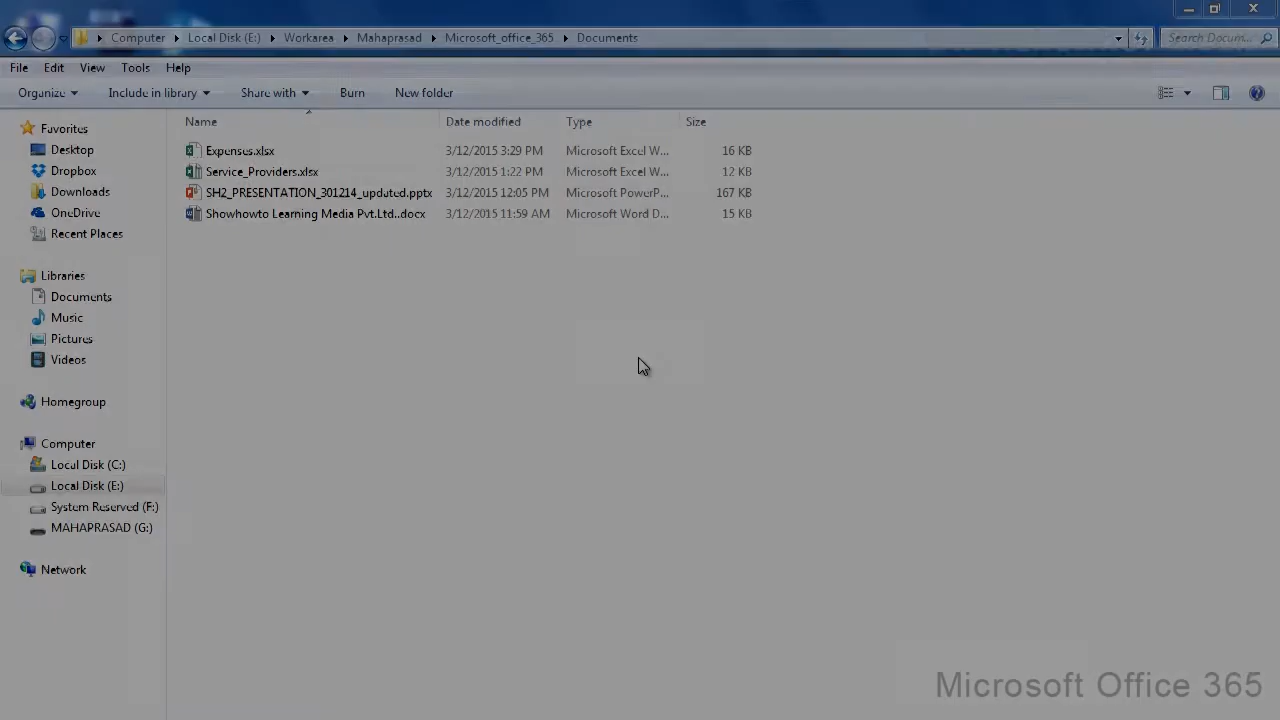 Computer Local Disk (E:) Workarea Mahaprasad Microsoft_office_365 Documents Search Docum...
File Edit View Tools Help
Organize Include in library Share with Burn New folder
Name Date modified Type Size
Expenses.xlsx 3/12/2015 3:29 PM Microsoft Excel W... 16 KB
Service_Providers.xlsx 3/12/2015 1:22 PM Microsoft Excel W... 12 KB
SH2_PRESENTATION_301214_updated.pptx 3/12/2015 12:05 PM Microsoft PowerP... 167 KB
Showhowto Learning Media Pvt.Ltd..docx 3/12/2015 11:59 AM Microsoft Word D... 15 KB
Favorites
Desktop
Dropbox
Downloads
OneDrive
Recent Places
Libraries
Documents
Music
Pictures
Videos
Homegroup
Computer
Local Disk (C:)
Local Disk (E:)
System Reserved (F:)
MAHAPRASAD (G:)
Network
Microsoft Office 365